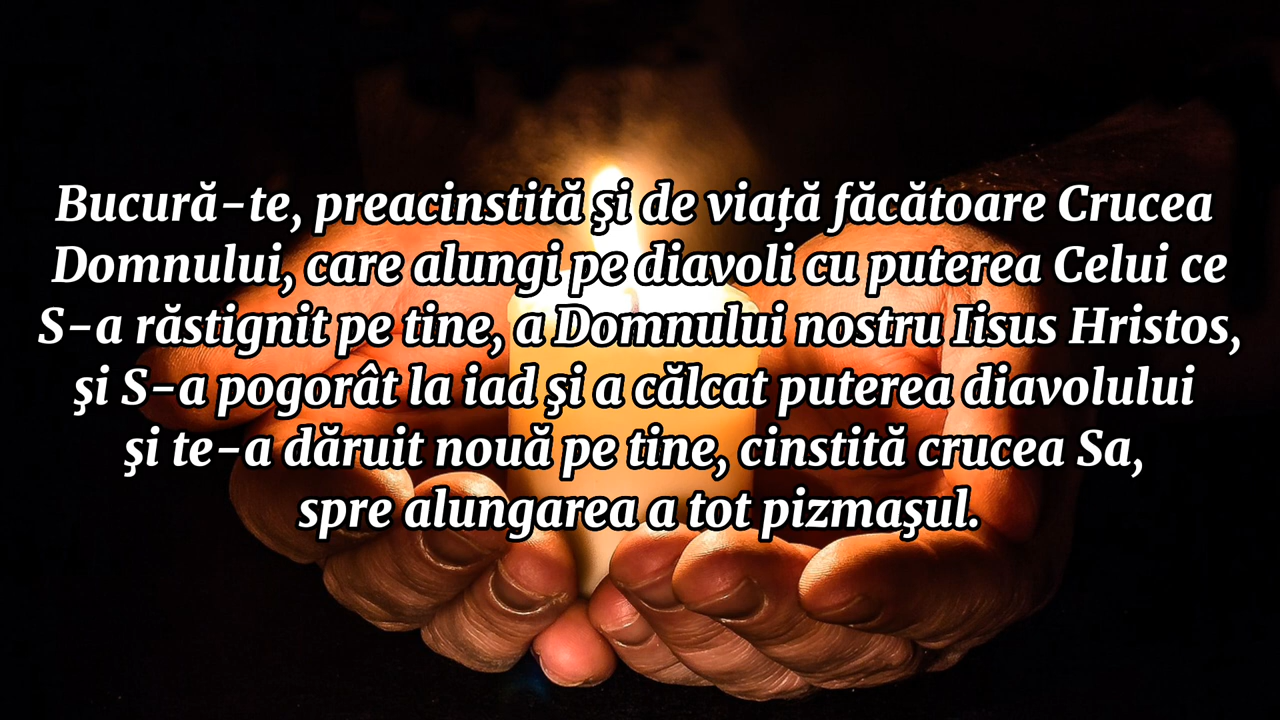 Bucură-te, preacinstită şi de viaţă făcătoare Crucea
Domnului, care alungi pe diavoli cu puterea Celui ce
S-a răstignit pe tine, a Domnului nostru Iisus Hristos,
şi S-a pogorât la iad şi a călcat puterea diavolului
şi te-a dăruit nouă pe tine, cinstită crucea Sa,
spre alungarea a tot pizmaşul.